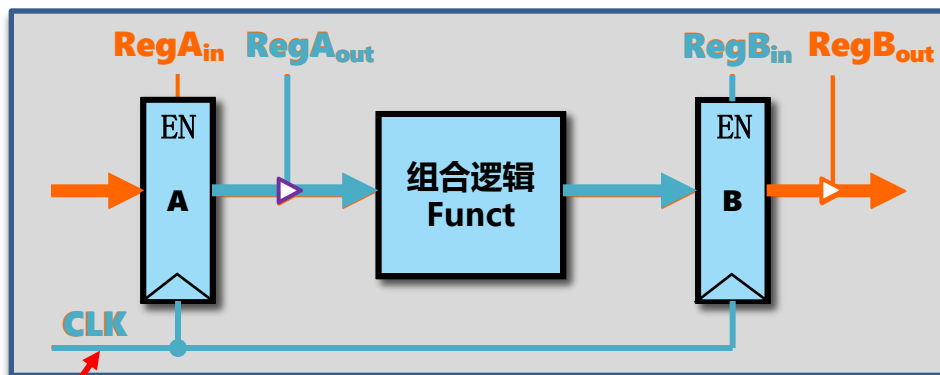 RegAin RegAout RegBin RegBout
EN EN
A B
组合逻辑
Funct
CLK